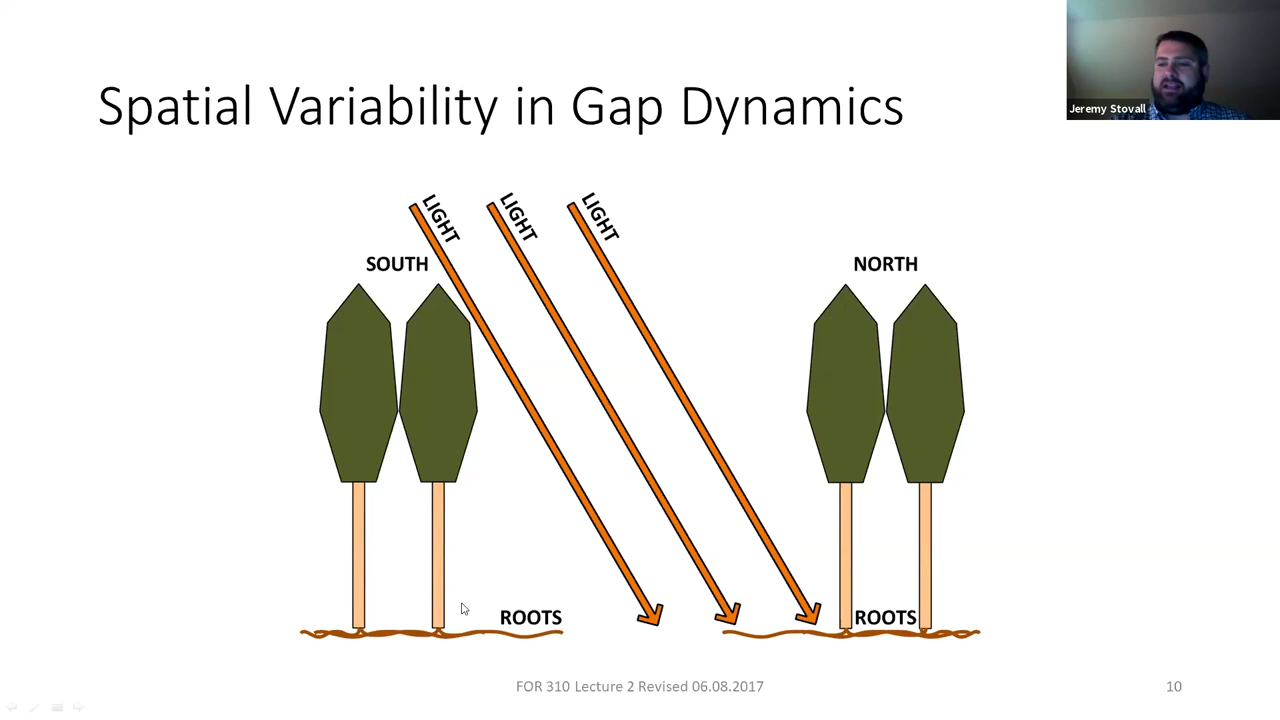 Jeremy Stovall
Spatial Variability in Gap Dynamics
LIGHT
LIGHT
LIGHT
SOUTH
NORTH
ROOTS
ROOTS
FOR 310 Lecture 2 Revised 06.08.2017
10